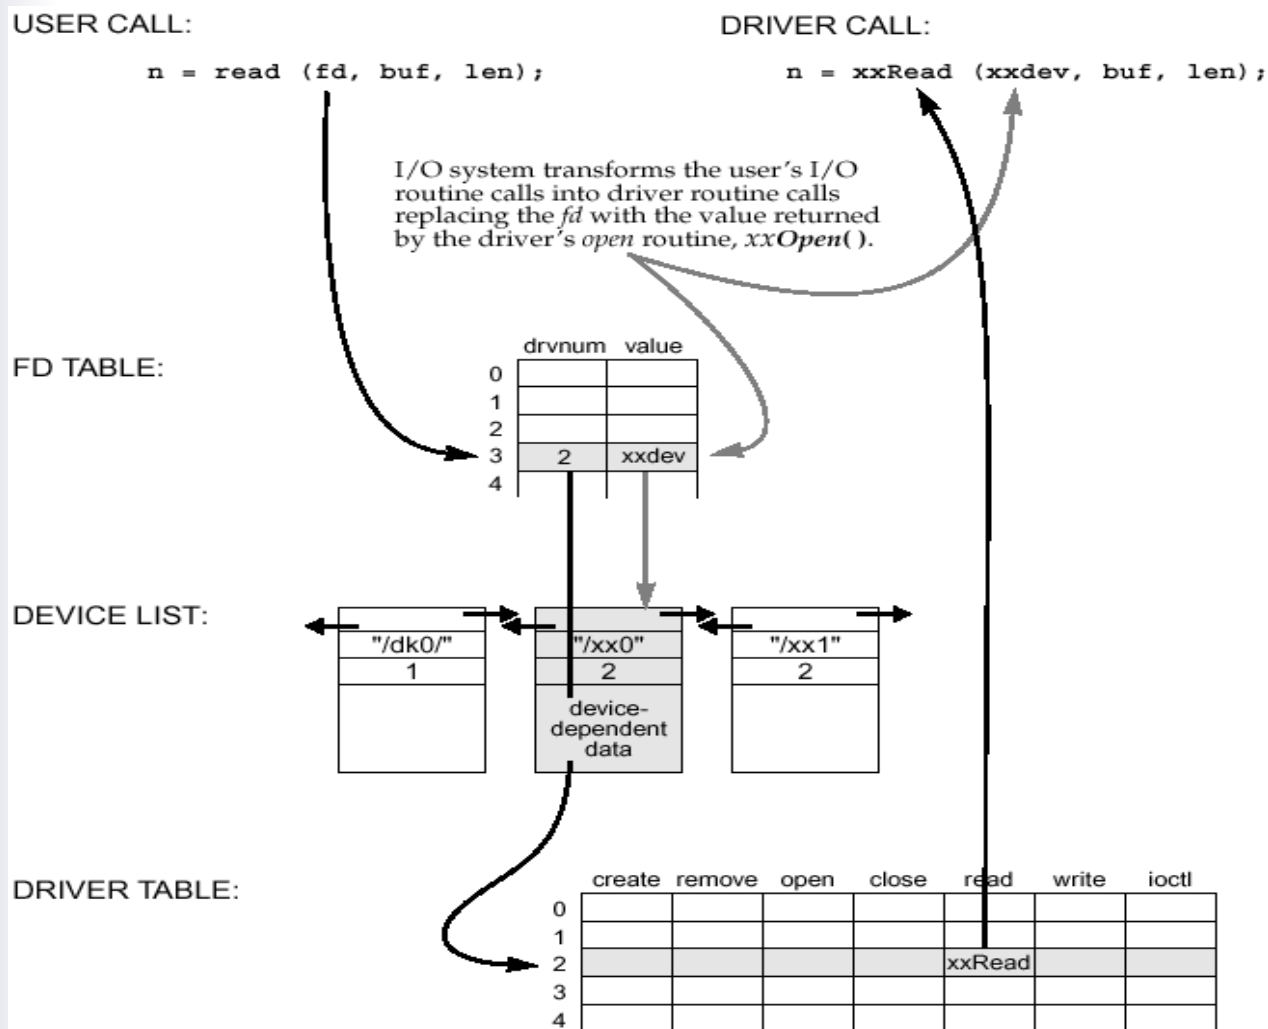 USER CALL:
DRIVER CALL:
n = read (fd, buf, len);
n = xxRead (xxdev, buf, len);
I/O system transforms the user's I/O
routine calls into driver routine calls
replacing the fd with the value returned
by the driver's open routine, xxOpen( ).
FD TABLE:
drvnum value
0
1
2
3 2 xxdev
4
DEVICE LIST:
"/dk0/"
1
"/xx0"
2
device-
dependent
data
"/xx1"
2
DRIVER TABLE:
create remove open close read write ioctl
0
1
2 xxRead
3
4